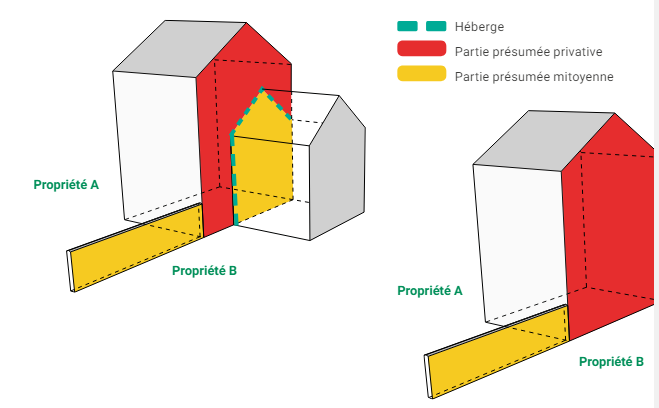 Héberge
Partie présumée privative
Partie présumée mitoyenne
Propriété A
Propriété B
Propriété A
Propriété B